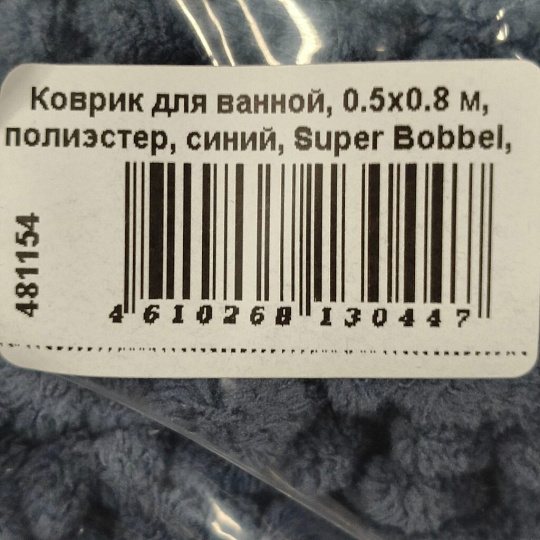 Коврик для ванной, 0.5х0.8 м,
полиэстер, синий, Super Bobbel,
481154
4 610268 130447